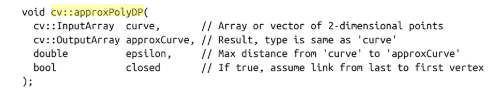 void cv::approxPolyDP(
cv::InputArray curve, // Array or vector of 2-dimensional points
cv::OutputArray approxCurve, // Result, type is same as 'curve'
double epsilon, // Max distance from 'curve' to 'approxCurve'
bool closed // If true, assume link from last to first vertex
);